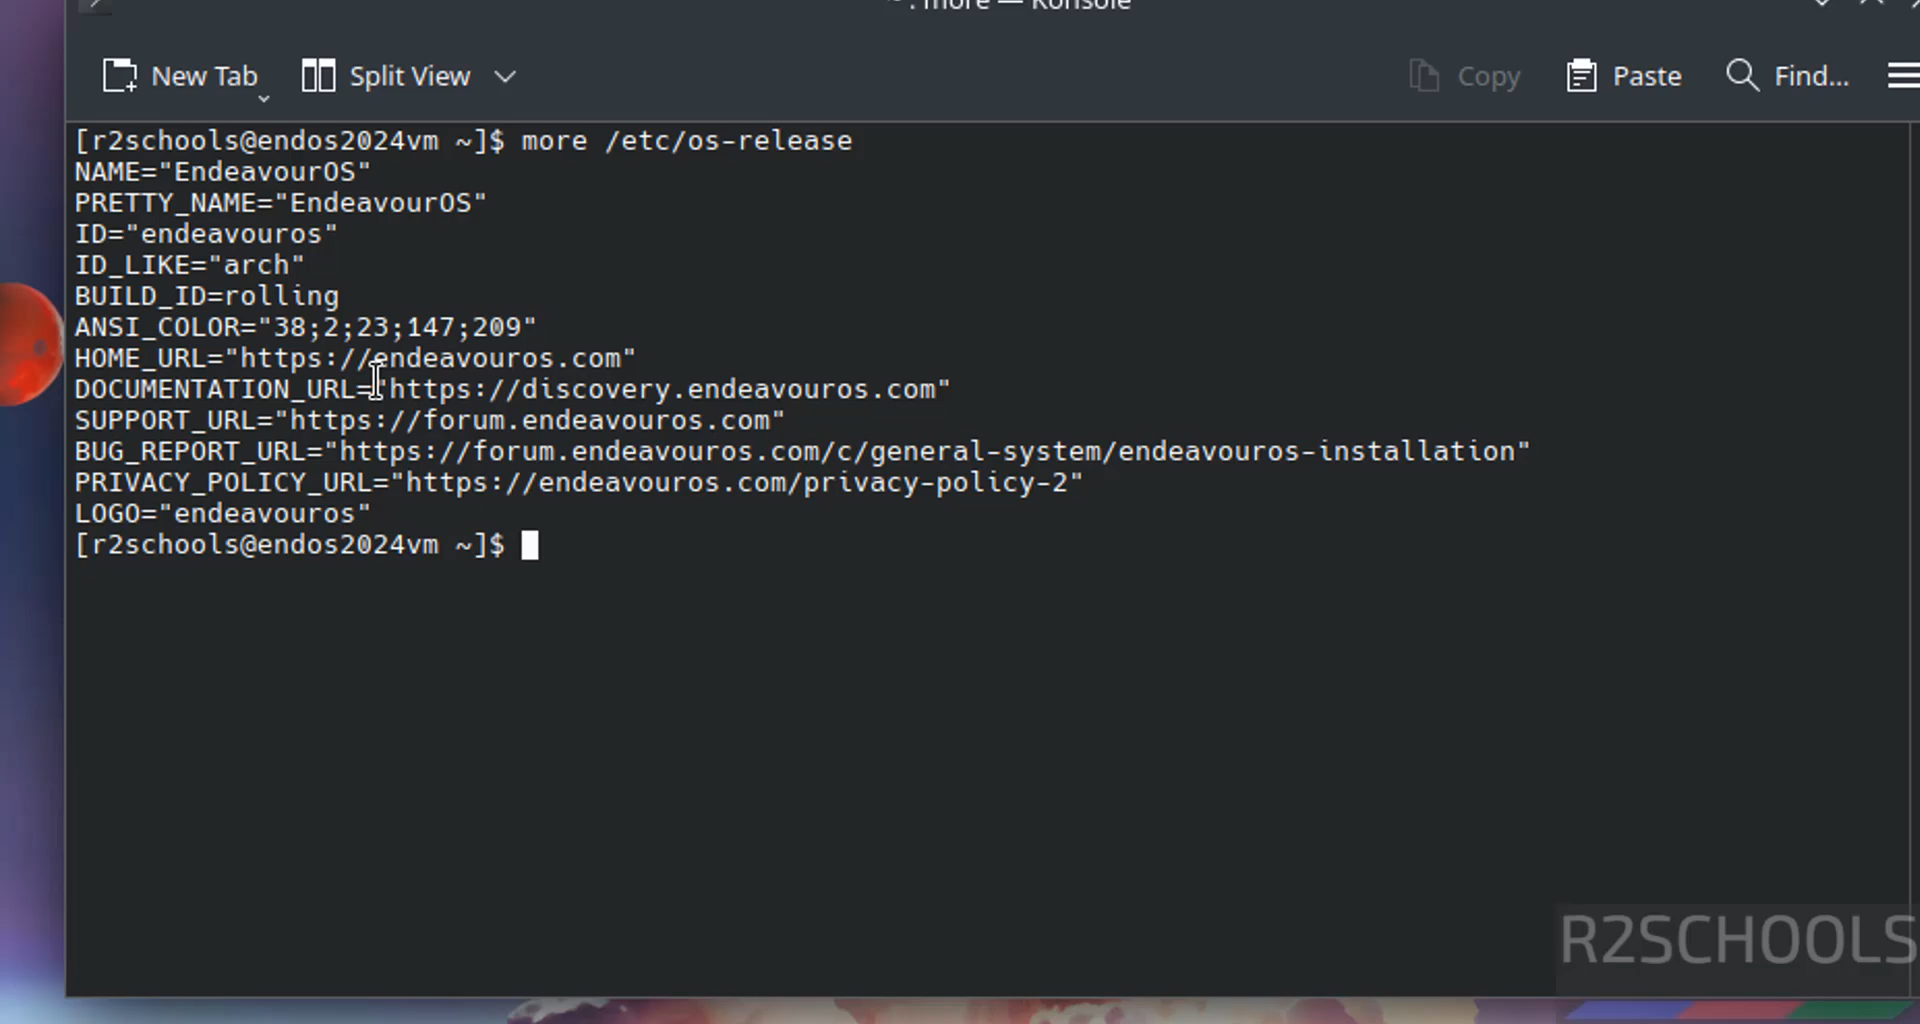 more — Konsole
New Tab
Split View
Copy
Paste
Find...
[r2schools@endos2024vm ~]$ more /etc/os-release
NAME="EndeavourOS"
PRETTY_NAME="EndeavourOS"
ID="endeavouros"
ID_LIKE="arch"
BUILD_ID=rolling
ANSI_COLOR="38;2;23;147;209"
HOME_URL="https://endeavouros.com"
DOCUMENTATION_URL="https://discovery.endeavouros.com"
SUPPORT_URL="https://forum.endeavouros.com"
BUG_REPORT_URL="https://forum.endeavouros.com/c/general-system/endeavouros-installation"
PRIVACY_POLICY_URL="https://endeavouros.com/privacy-policy-2"
LOGO="endeavouros"
[r2schools@endos2024vm ~]$
R2SCHOOLS